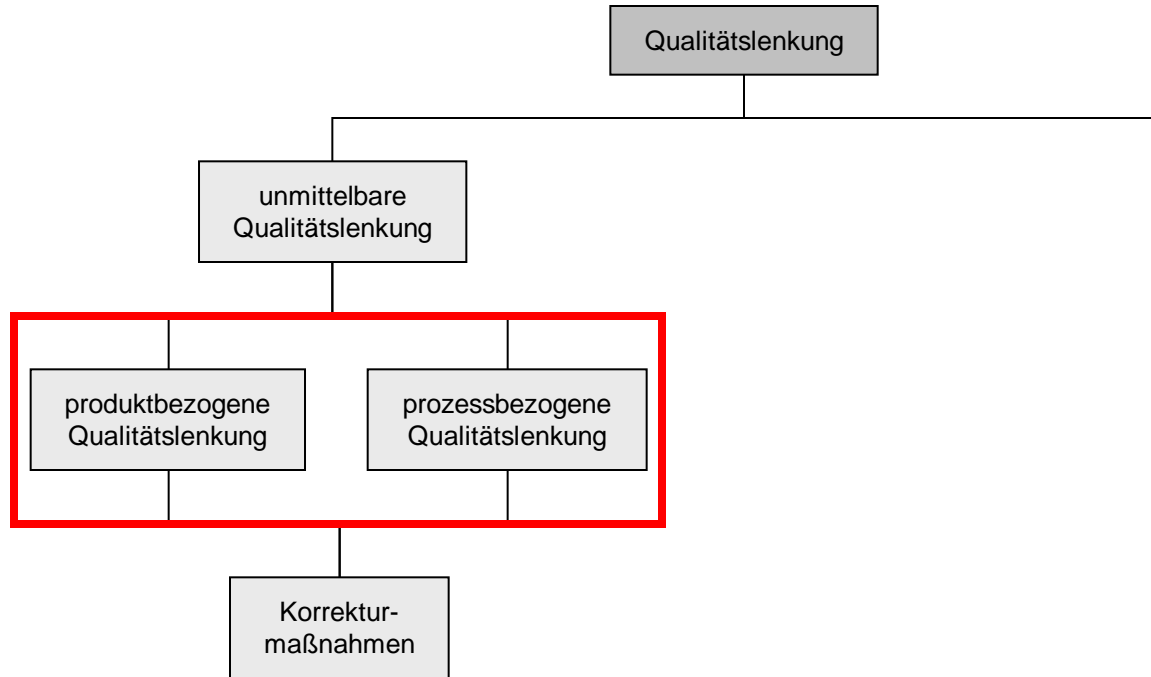 Qualitätslenkung
unmittelbare
Qualitätslenkung
produktbezogene
Qualitätslenkung
prozessbezogene
Qualitätslenkung
Korrektur-
maßnahmen